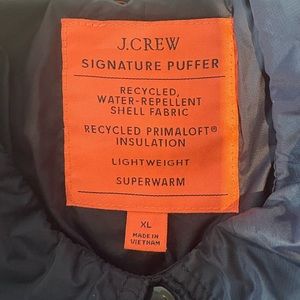 J.CREW
SIGNATURE PUFFER
RECYCLED,
WATER-REPELLENT
SHELL FABRIC
RECYCLED PRIMALOFT®
INSULATION
LIGHTWEIGHT
SUPERWARM
XL
MADE IN
VIETNAM